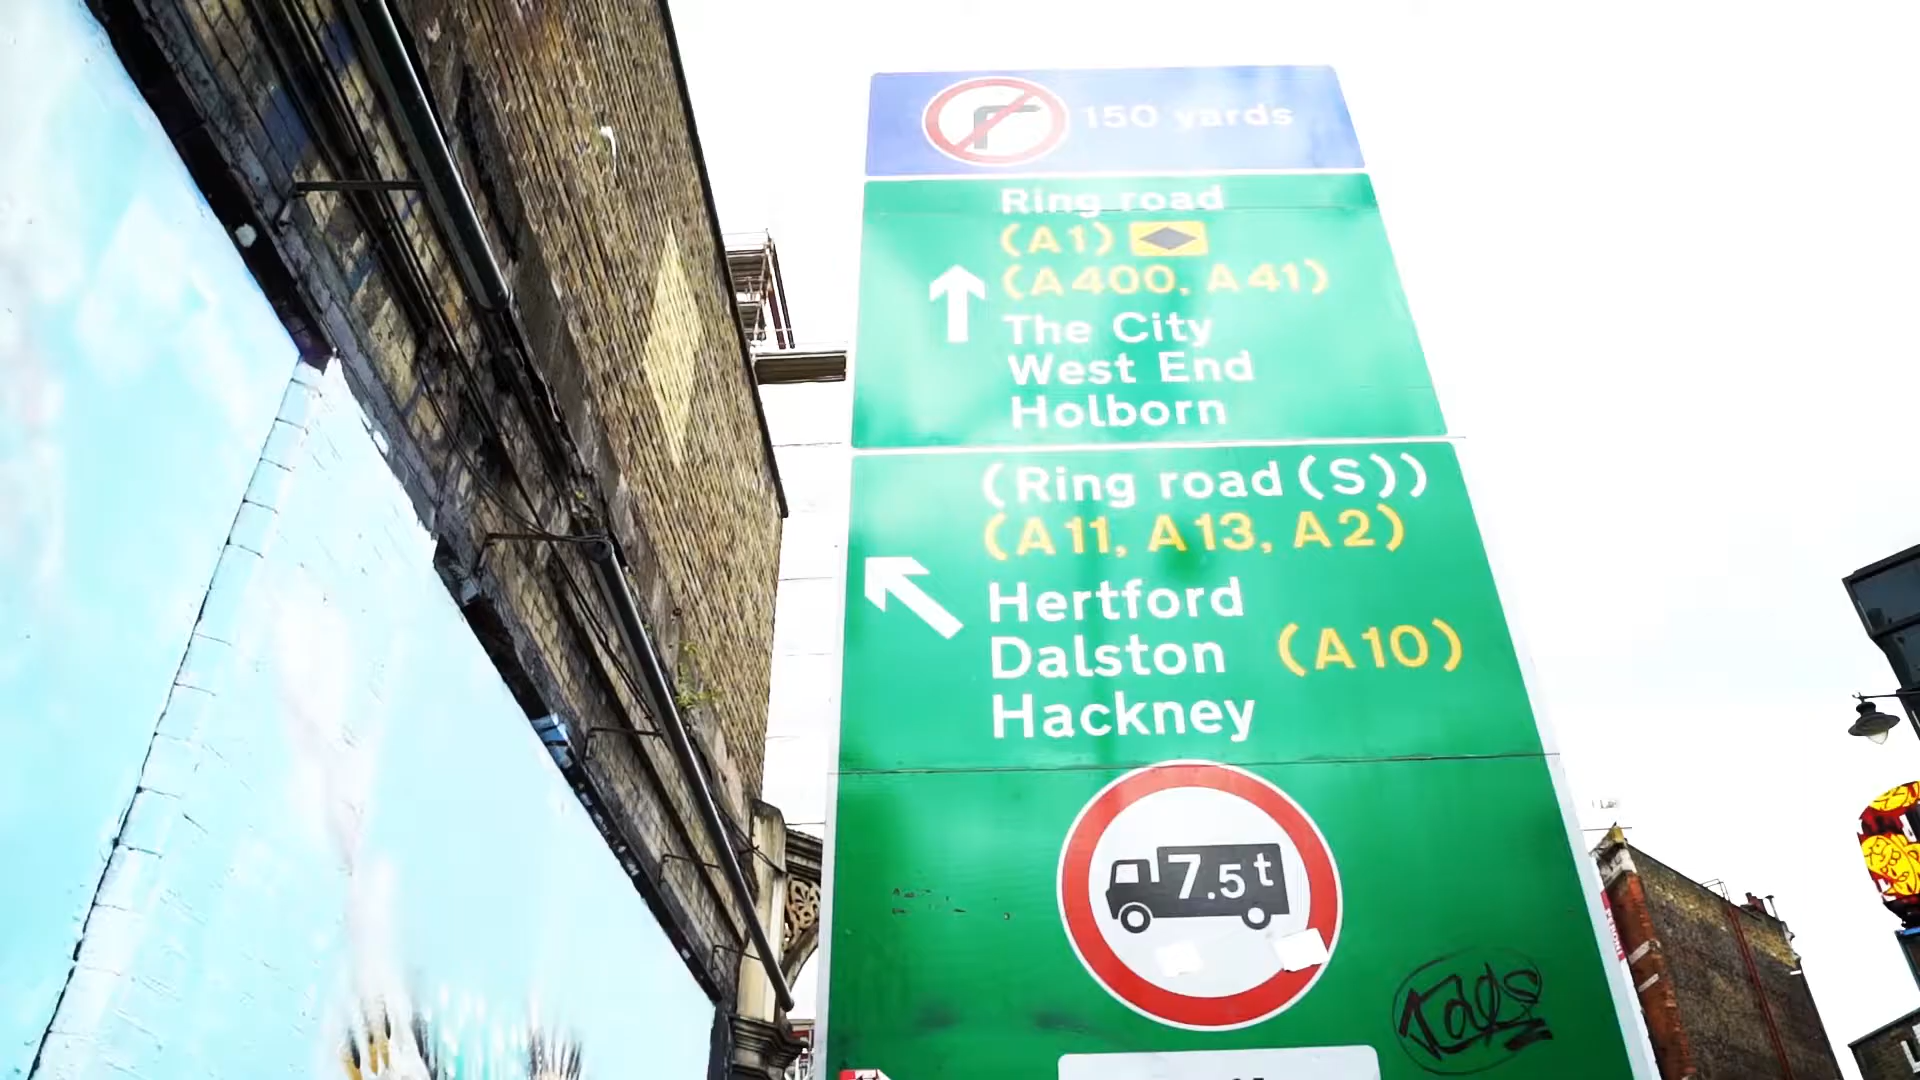 150 yards
Ring road
(A1)
(A400, A41)
The City
West End
Holborn
(Ring road (S))
(A11, A13, A2)
Hertford
Dalston (A10)
Hackney
7.5t